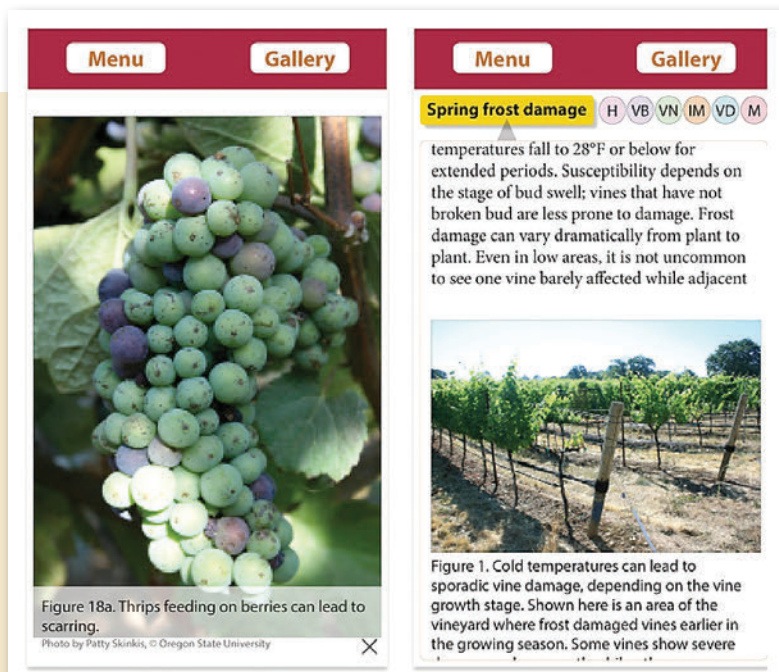 Menu
Gallery
Figure 18a. Thrips feeding on berries can lead to
scarring.
Photo by Patty Skinkis, © Oregon State University
Menu
Gallery
Spring frost damage
H VB VN IM VD M
temperatures fall to 28°F or below for
extended periods. Susceptibility depends on
the stage of bud swell; vines that have not
broken bud are less prone to damage. Frost
damage can vary dramatically from plant to
plant. Even in low areas, it is not uncommon
to see one vine barely affected while adjacent
Figure 1. Cold temperatures can lead to
sporadic vine damage, depending on the vine
growth stage. Shown here is an area of the
vineyard where frost damaged vines earlier in
the growing season. Some vines show severe